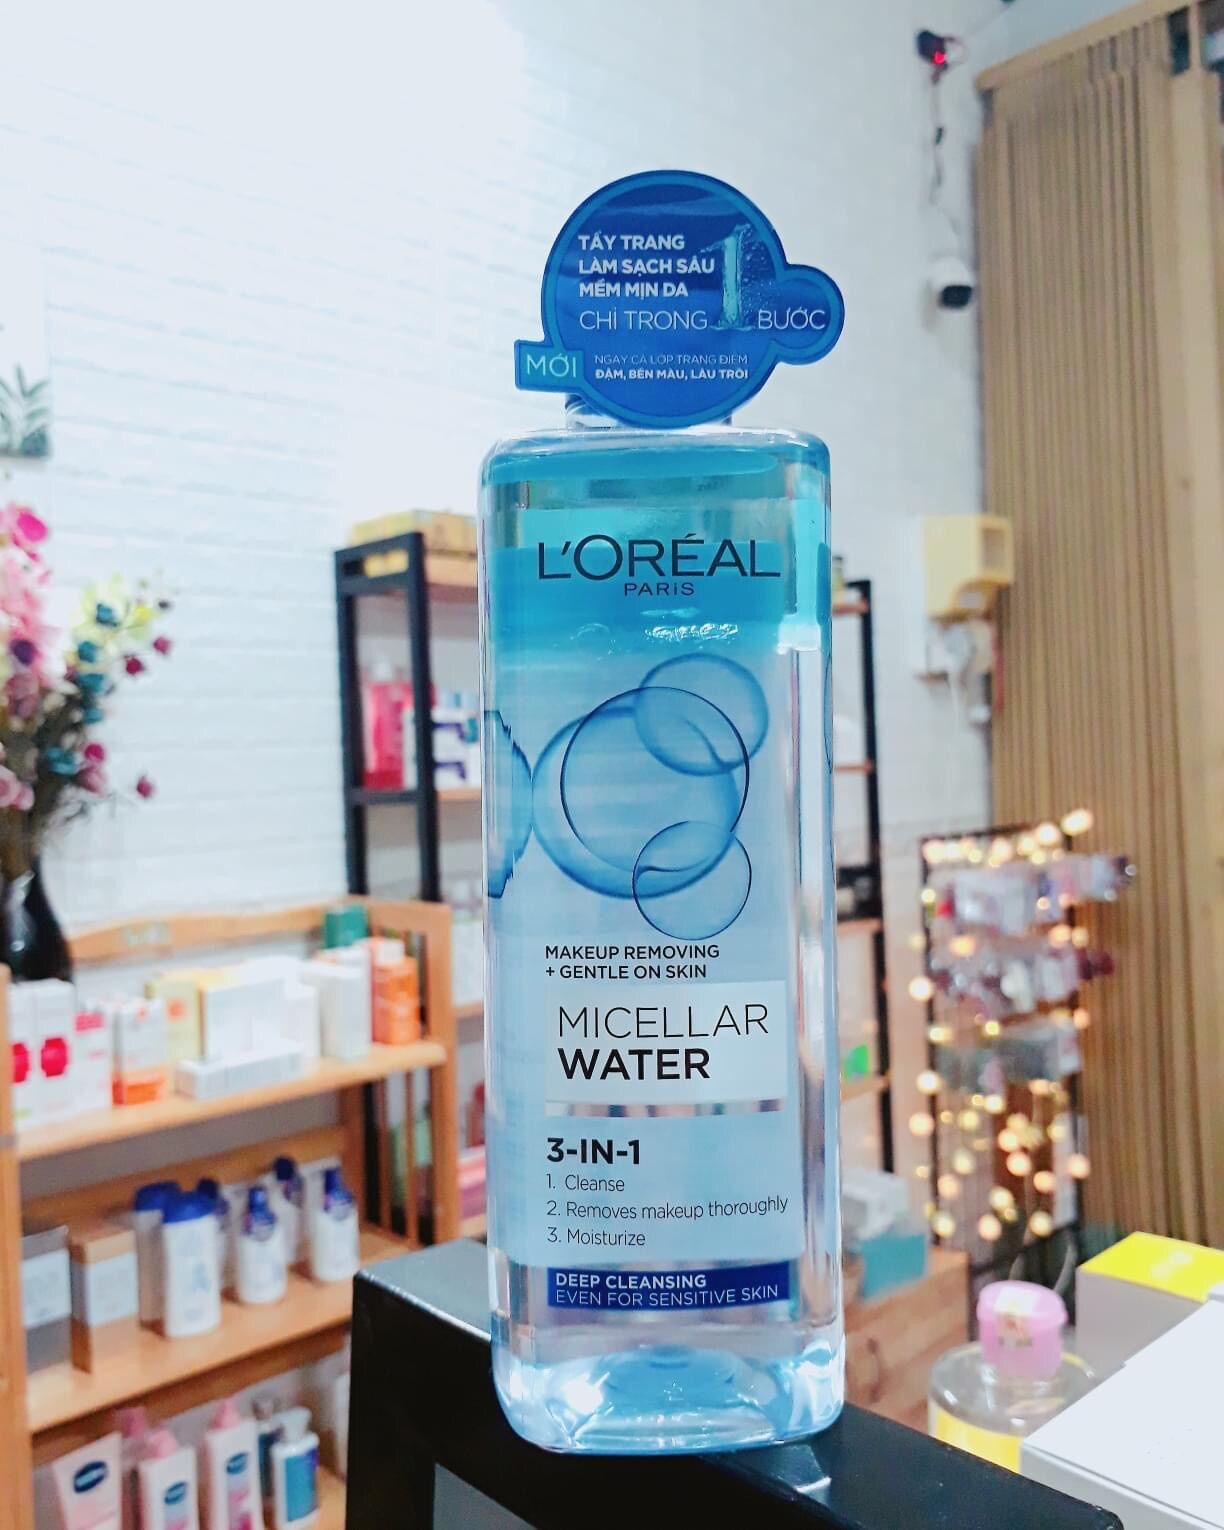 TẨY TRANG
LÀM SẠCH SÂU
MỀM MỊN DA
CHỈ TRONG 1 BƯỚC
MỚI
NGAY CẢ LỚP TRANG ĐIỂM
ĐẬM, BỀN MÀU, LÂU TRÔI
L'ORÉAL
PARIS
MAKEUP REMOVING
+ GENTLE ON SKIN
MICELLAR
WATER
3-IN-1
1. Cleanse
2. Removes makeup thoroughly
3. Moisturize
DEEP CLEANSING
EVEN FOR SENSITIVE SKIN